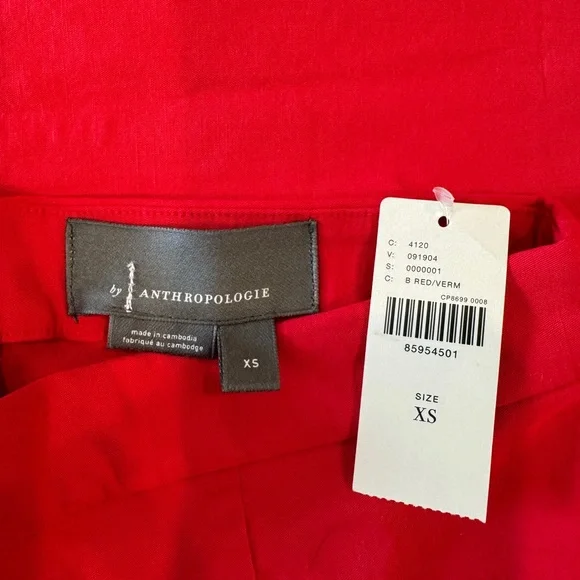 by ANTHROPOLOGIE
made in cambodia
fabriqué au cambodge
XS
C: 4120
V: 091904
S: 0000001
C: B RED/VERM
CP8699 0008
85954501
SIZE
XS